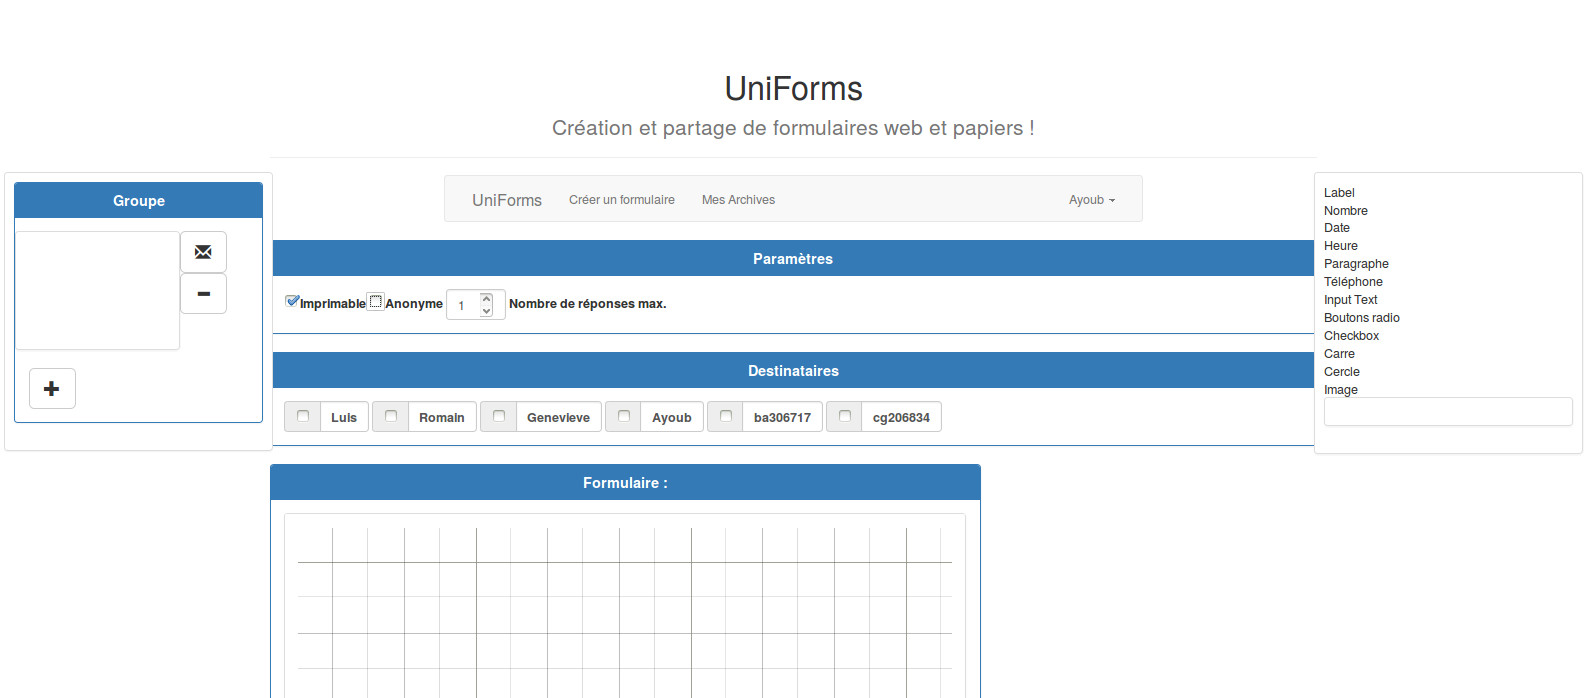 UniForms
Création et partage de formulaires web et papiers !
Groupe
UniForms Créer un formulaire Mes Archives Ayoub
Paramètres
Imprimable Anonyme 1 Nombre de réponses max.
Destinataires
Luis Romain Genevieve Ayoub ba306717 cg206834
Formulaire :
Label
Nombre
Date
Heure
Paragraphe
Téléphone
Input Text
Boutons radio
Checkbox
Carre
Cercle
Image